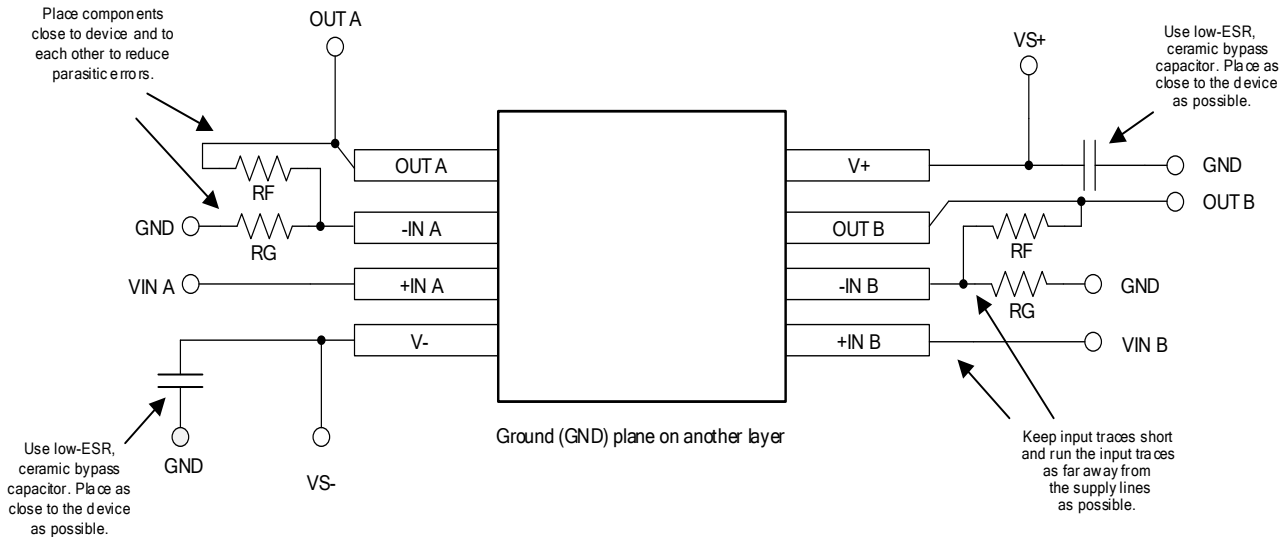 Place components
close to device and to
each other to reduce
parasitic errors.
OUT A
VS+
Use low-ESR,
ceramic bypass
capacitor. Place as
close to the device
as possible.
OUT A
RF
GND
RG
-IN A
VIN A
+IN A
V-
V+
GND
OUT B
OUT B
RF
-IN B
RG
GND
+IN B
VIN B
Use low-ESR,
ceramic bypass
capacitor. Place as
close to the device
as possible.
GND
VS-
Ground (GND) plane on another layer
Keep input traces short
and run the input traces
as far away from
the supply lines
as possible.